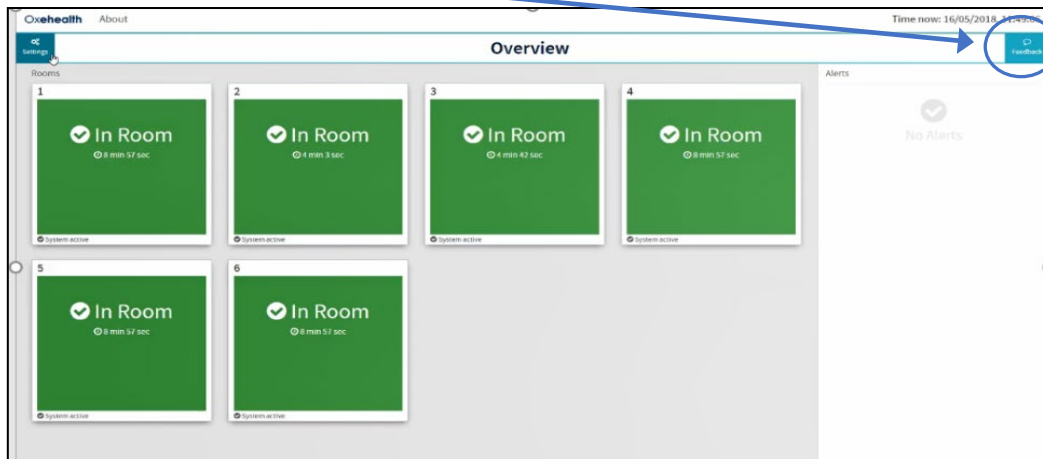 Oxehealth About Time now: 16/05/2018, 11:49:06
Settings Overview Feedback
Rooms Alerts
1 2 3 4
In Room In Room In Room In Room
8 min 57 sec 4 min 3 sec 4 min 42 sec 8 min 57 sec
No Alerts
System active System active System active System active
5 6
In Room In Room
8 min 57 sec 8 min 57 sec
System active System active